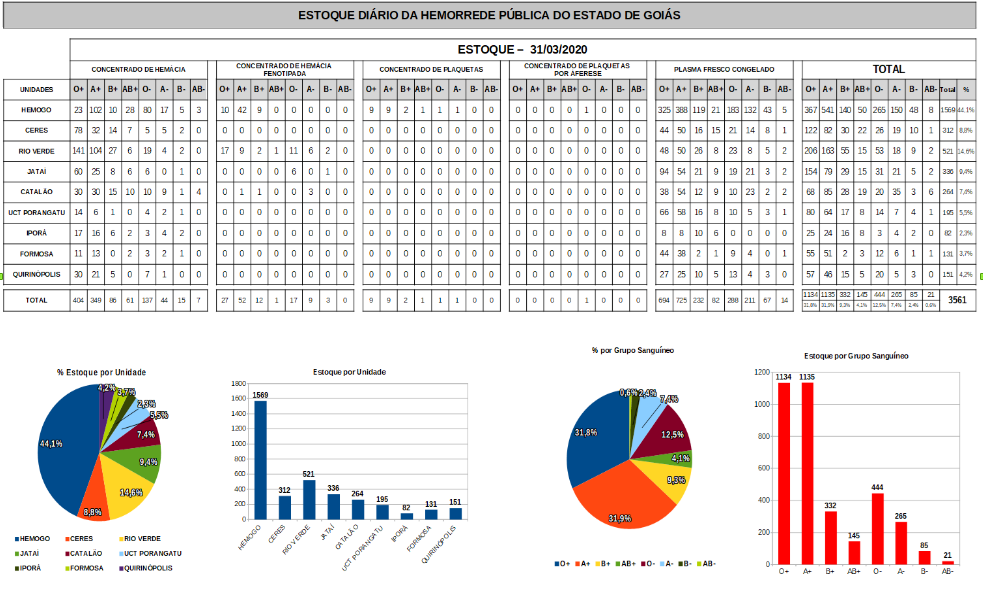 ESTOQUE DIÁRIO DA HEMORREDE PÚBLICA DO ESTADO DE GOIÁS
ESTOQUE – 31/03/2020
CONCENTRADO DE HEMÁCIA CONCENTRADO DE HEMÁCIA FENOTIPADA CONCENTRADO DE PLAQUETAS CONCENTRADO DE PLAQUETAS POR AFERESE PLASMA FRESCO CONGELADO TOTAL
UNIDADES O+ A+ B+ AB+ O- A- B- AB- O+ A+ B+ AB+ O- A- B- AB- O+ A+ B+ AB+ O- A- B- AB- O+ A+ B+ AB+ O- A- B- AB- O+ A+ B+ AB+ O- A- B- AB- O+ A+ B+ AB+ O- A- B- AB- Total %
HEMOGO 23 102 10 28 80 17 5 3 10 42 9 0 0 0 0 0 9 9 2 1 1 1 0 0 0 0 0 0 1 0 0 0 325 388 119 21 183 132 43 5 367 541 140 50 265 150 48 8 1569 44,1%
CERES 78 32 14 7 5 5 2 0 0 0 0 0 0 0 0 0 0 0 0 0 0 0 0 0 0 0 0 0 0 0 0 0 44 50 16 15 21 14 8 1 122 82 30 22 26 19 10 1 312 8,8%
RIO VERDE 141 104 27 6 19 4 2 0 17 9 2 1 11 6 2 0 0 0 0 0 0 0 0 0 0 0 0 0 0 0 0 0 48 50 26 8 23 8 5 2 206 163 55 15 53 18 9 2 521 14,6%
JATAÍ 60 25 8 6 6 0 1 0 0 0 0 0 6 0 1 0 0 0 0 0 0 0 0 0 0 0 0 0 0 0 0 0 94 54 21 9 19 21 3 2 154 79 29 15 31 21 5 2 336 9,4%
CATALÃO 30 30 15 10 10 9 1 4 0 1 1 0 0 3 0 0 0 0 0 0 0 0 0 0 0 0 0 0 0 0 0 0 38 54 12 9 10 23 2 2 68 85 28 19 20 35 3 6 264 7,4%
UCT PORANGATU 14 6 1 0 4 2 1 0 0 0 0 0 0 0 0 0 0 0 0 0 0 0 0 0 0 0 0 0 0 0 0 0 66 58 16 8 10 5 3 1 80 64 17 8 14 7 4 1 195 5,5%
IPORÁ 17 16 6 2 3 4 2 0 0 0 0 0 0 0 0 0 0 0 0 0 0 0 0 0 0 0 0 0 0 0 0 0 8 8 10 6 0 0 0 0 25 24 16 8 3 4 2 0 82 2,3%
FORMOSA 11 13 0 2 3 2 1 0 0 0 0 0 0 0 0 0 0 0 0 0 0 0 0 0 0 0 0 0 0 0 0 0 44 38 2 1 9 4 0 1 55 51 2 3 12 6 1 1 131 3,7%
QUIRINÓPOLIS 30 21 5 0 7 1 0 0 0 0 0 0 0 0 0 0 0 0 0 0 0 0 0 0 0 0 0 0 0 0 0 0 27 25 10 5 13 4 3 0 57 46 15 5 20 5 3 0 151 4,2%
TOTAL 404 349 86 61 137 44 15 7 27 52 12 1 17 9 3 0 9 9 2 1 1 1 0 0 0 0 0 0 1 0 0 0 694 725 232 82 288 211 67 14 1134 1135 332 145 444 265 85 21 3561
31,8% 31,9% 9,3% 4,1% 12,5% 7,4% 2,4% 0,6%
% Estoque por Unidade
4,2% 3,7% 2,3% 5,5% 7,4% 9,4% 14,6% 8,8% 44,1%
HEMOGO CERES RIO VERDE
JATAÍ CATALÃO UCT PORANGATU
IPORÁ FORMOSA QUIRINÓPOLIS
Estoque por Unidade
1800
1600
1400
1200
1000
800
600
400
200
0
1569 312 521 336 264 195 82 131 151
HEMOGO CERES RIO VERDE JATAÍ CATALÃO UCT PORANGATU IPORÁ FORMOSA QUIRINÓPOLIS
% por Grupo Sanguíneo
0,6% 2,4% 7,4% 12,5% 4,1% 9,3% 31,9% 31,8%
O+ A+ B+ AB+ O- A- B- AB-
Estoque por Grupo Sanguíneo
1200
1000
800
600
400
200
0
1134 1135 332 145 444 265 85 21
O+ A+ B+ AB+ O- A- B- AB-